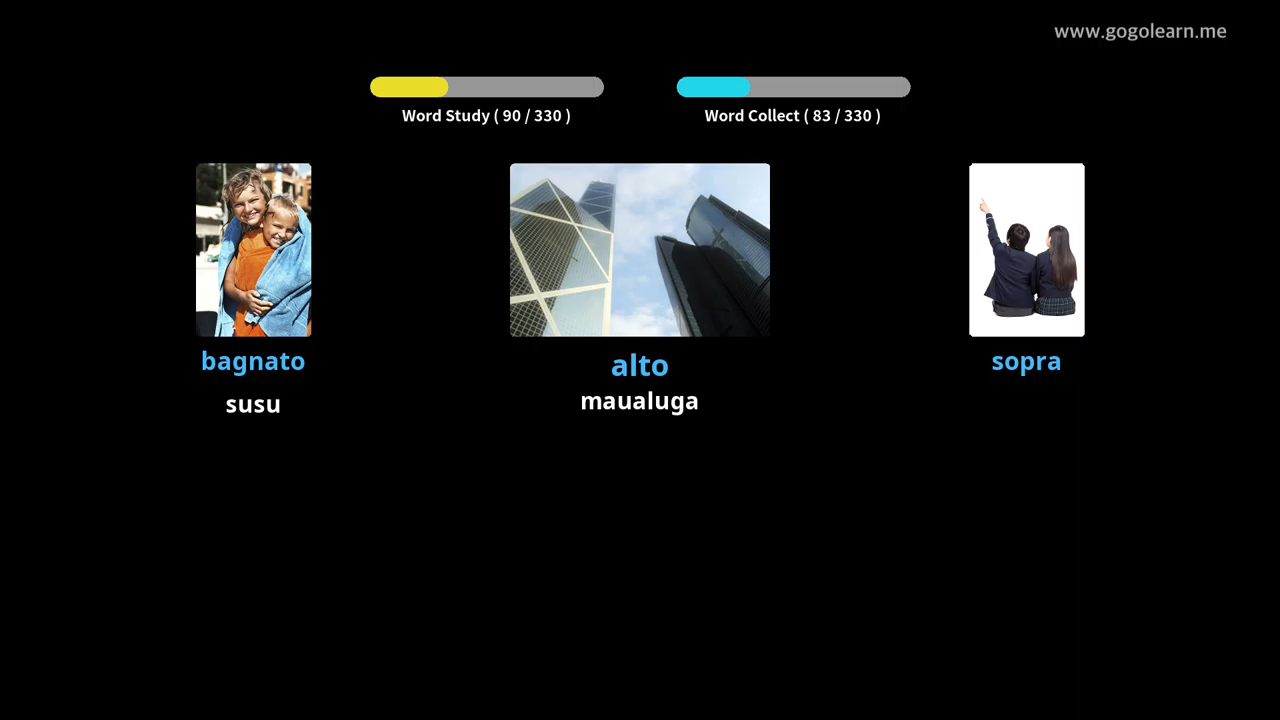 www.gogolearn.me
Word Study ( 90 / 330 )
Word Collect ( 83 / 330 )
bagnato
susu
alto
maualuga
sopra